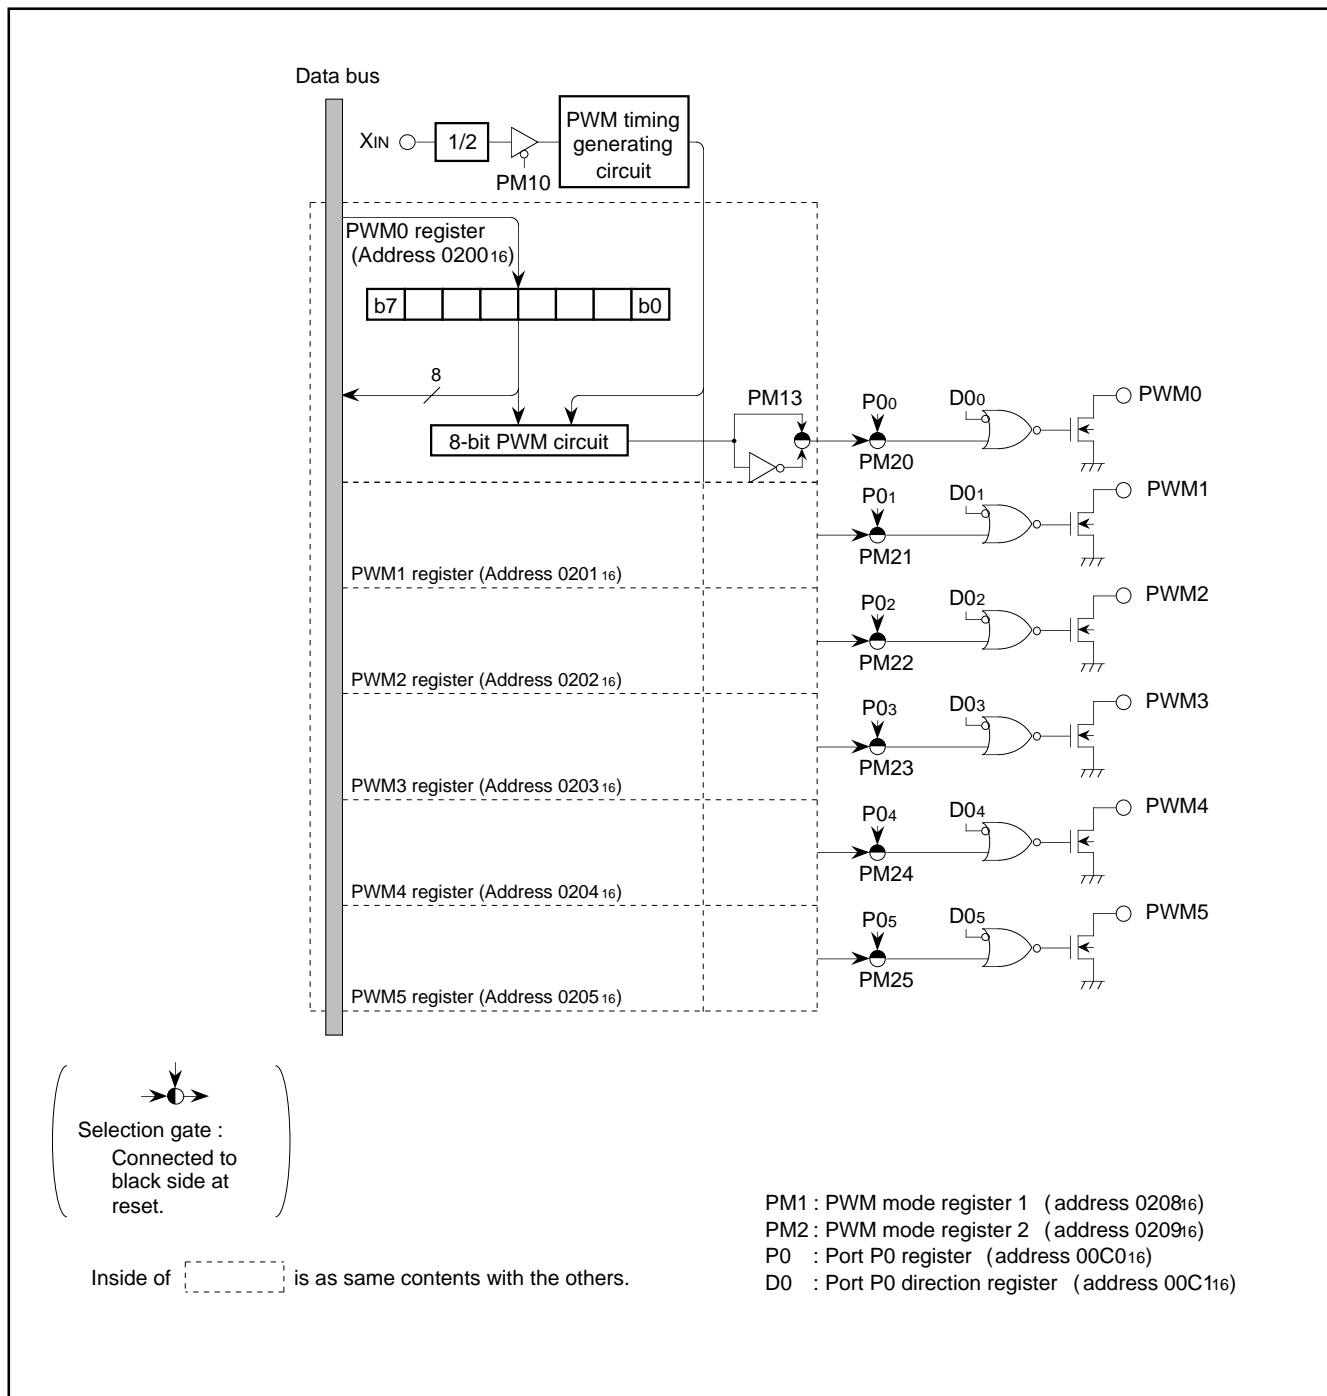 Data bus
XIN
1/2
PM10
PWM timing
generating
circuit
PWM0 register
(Address 020016)
b7
b0
8
8-bit PWM circuit
PM13
P00
PM20
D00
PWM0
P01
PM21
D01
PWM1
PWM1 register (Address 020116)
P02
PM22
D02
PWM2
PWM2 register (Address 020216)
P03
PM23
D03
PWM3
PWM3 register (Address 020316)
P04
PM24
D04
PWM4
PWM4 register (Address 020416)
P05
PM25
D05
PWM5
PWM5 register (Address 020516)
Selection gate :
Connected to
black side at
reset.
Inside of is as same contents with the others.
PM1 : PWM mode register 1 (address 020816)
PM2 : PWM mode register 2 (address 020916)
P0 : Port P0 register (address 00C016)
D0 : Port P0 direction register (address 00C116)